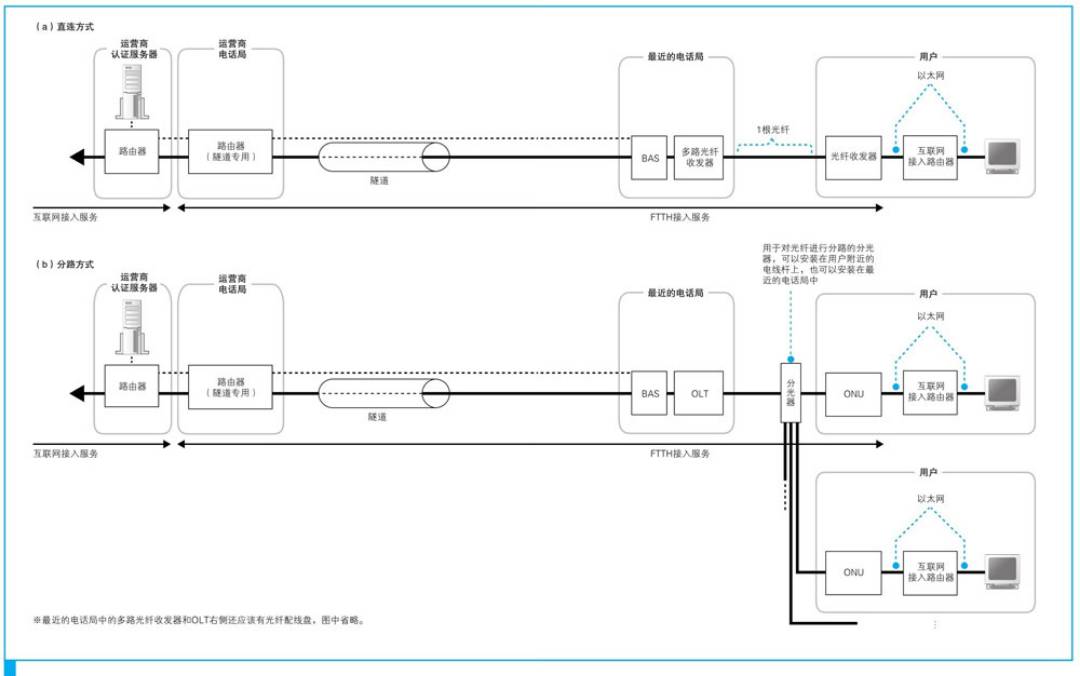 (a)直连方式
运营商
认证服务器
运营商
电话局
最近的电话局
用户
以太网
路由器
路由器
(隧道专用)
隧道
BAS
多路光纤
收发器
1根光纤
光纤收发器
互联网
接入路由器
互联网接入服务
FTTH接入服务
(b)分路方式
用于对光纤进行分路的分光
器,可以安装在用户附近的
电线杆上,也可以安装在最
近的电话局中
运营商
认证服务器
运营商
电话局
最近的电话局
用户
以太网
路由器
路由器
(隧道专用)
隧道
BAS
OLT
分光器
ONU
互联网
接入路由器
互联网接入服务
FTTH接入服务
用户
以太网
ONU
互联网
接入路由器
※最近的电话局中的多路光纤收发器和OLT右侧还应该有光纤配线盘,图中省略。
⋮